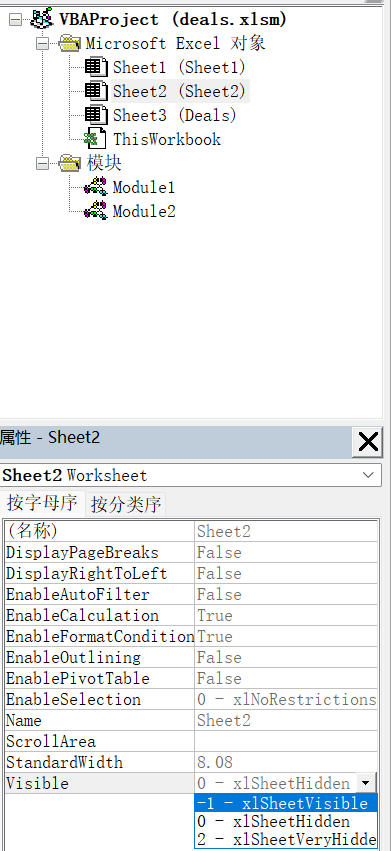 VBAProject (deals.xlsm)
Microsoft Excel 对象
Sheet1 (Sheet1)
Sheet2 (Sheet2)
Sheet3 (Deals)
ThisWorkbook
模块
Module1
Module2
属性 - Sheet2
Sheet2 Worksheet
按字母序 按分类序
(名称) Sheet2
DisplayPageBreaks False
DisplayRightToLeft False
EnableAutoFilter False
EnableCalculation True
EnableFormatCondition True
EnableOutlining False
EnablePivotTable False
EnableSelection 0 - xlNoRestrictions
Name Sheet2
ScrollArea
StandardWidth 8.08
Visible 0 - xlSheetHidden
-1 - xlSheetVisible
0 - xlSheetHidden
2 - xlSheetVeryHidde